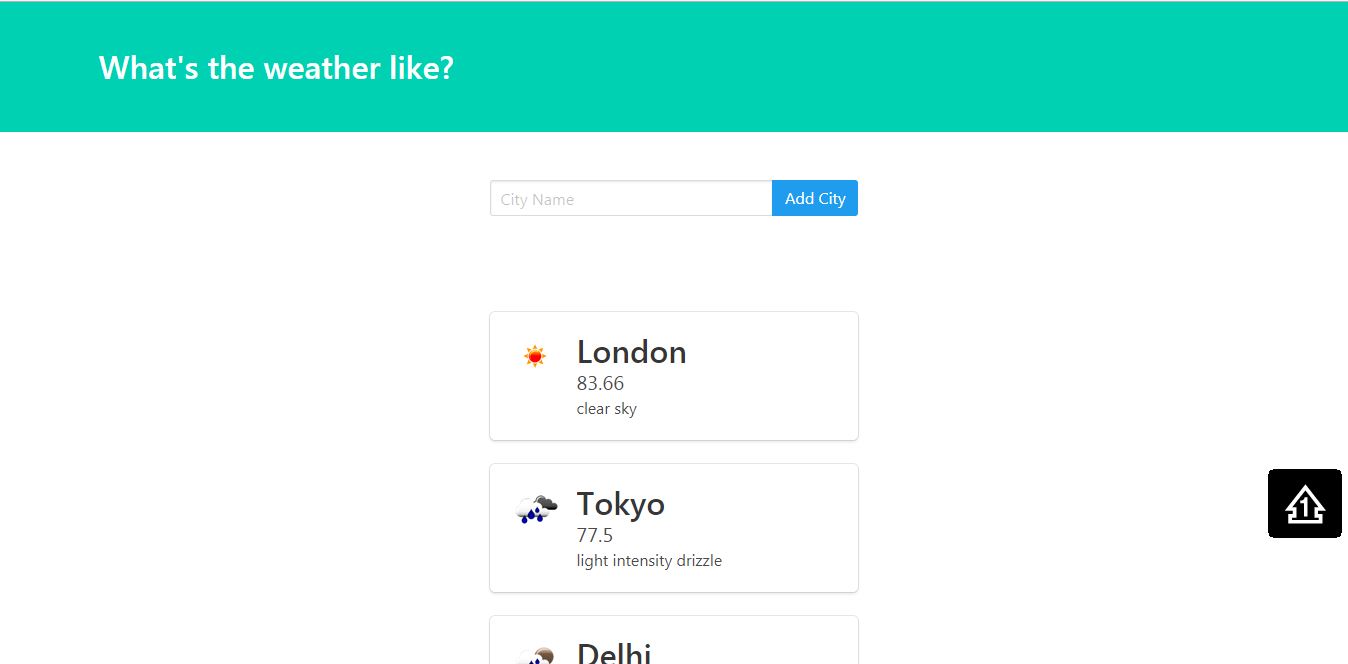 What's the weather like?
City Name
Add City
London
83.66
clear sky
Tokyo
77.5
light intensity drizzle
Delhi
1